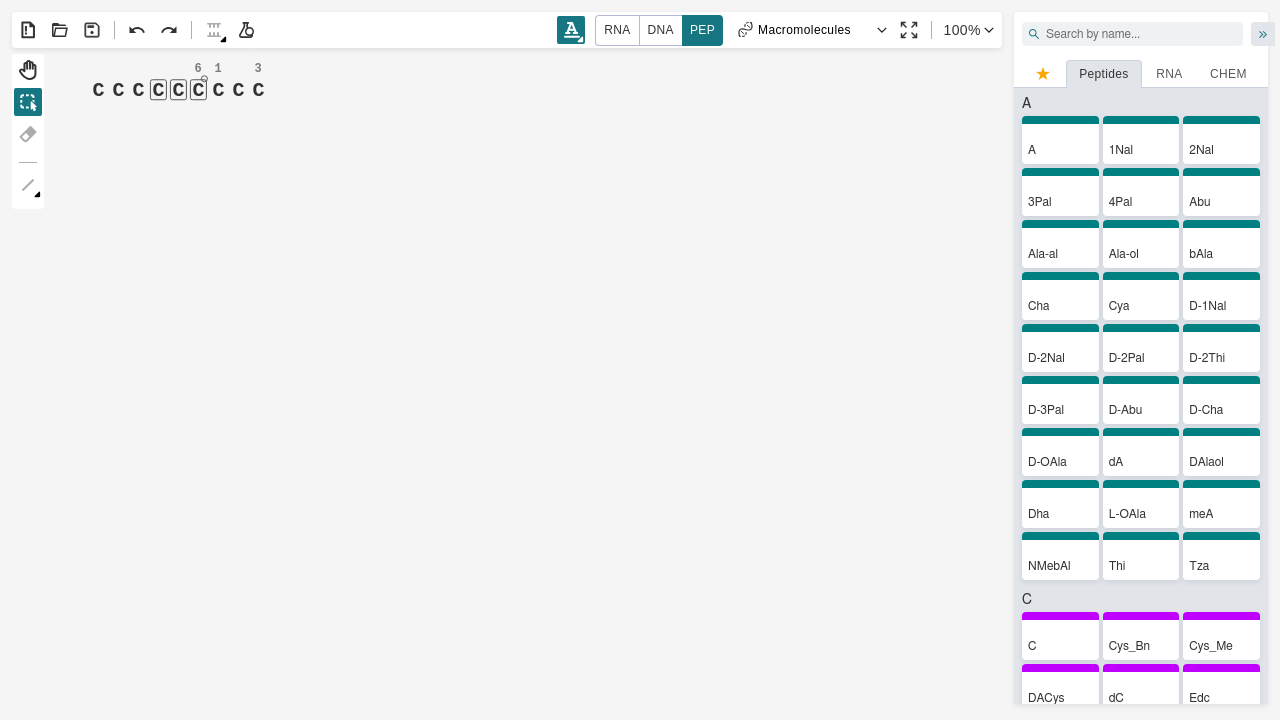 RNA DNA PEP Macromolecules 100%
6 1 3
C C C C C C C C C
Search by name...
Peptides RNA CHEM
A
A 1Nal 2Nal
3Pal 4Pal Abu
Ala-al Ala-ol bAla
Cha Cya D-1Nal
D-2Nal D-2Pal D-2Thi
D-3Pal D-Abu D-Cha
D-OAla dA DAlaol
Dha L-OAla meA
NMebAl Thi Tza
C
C Cys_Bn Cys_Me
DACys dC Edc